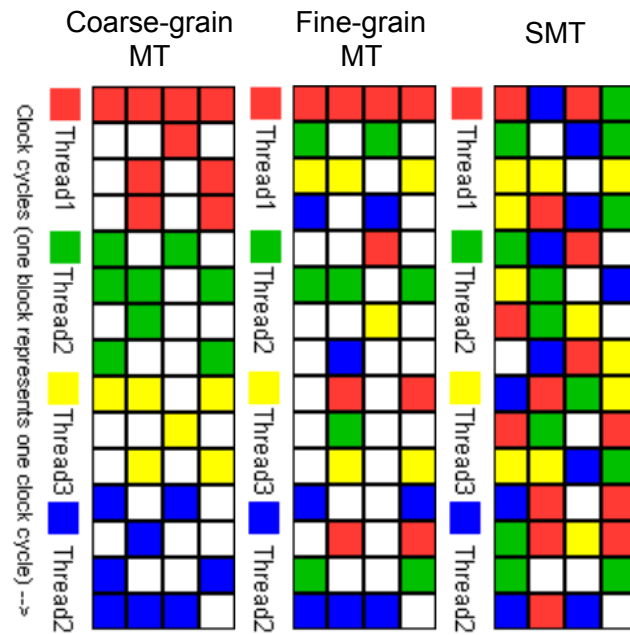 Coarse-grain
MT
Fine-grain
MT
SMT
Clock cycles (one block represents one clock cycle) -->
Thread1
Thread2
Thread3
Thread2
Thread1
Thread2
Thread3
Thread2
Thread1
Thread2
Thread3
Thread2